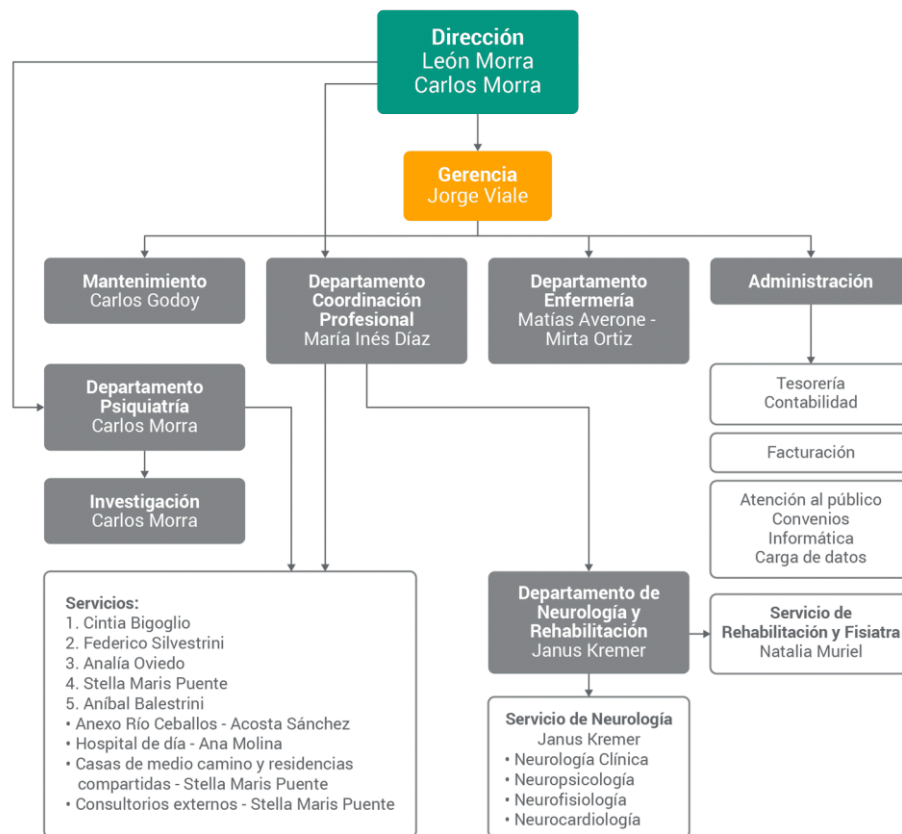 Dirección
León Morra
Carlos Morra
Gerencia
Jorge Viale
Mantenimiento
Carlos Godoy
Departamento
Coordinación
Profesional
María Inés Díaz
Departamento
Enfermería
Matías Averone -
Mirta Ortiz
Administración
Tesorería
Contabilidad
Facturación
Atención al público
Convenios
Informática
Carga de datos
Departamento
Psiquiatría
Carlos Morra
Investigación
Carlos Morra
Servicios:
1. Cintia Bigoglio
2. Federico Silvestrini
3. Analía Oviedo
4. Stella Maris Puente
5. Aníbal Balestrini
• Anexo Río Ceballos - Acosta Sánchez
• Hospital de día - Ana Molina
• Casas de medio camino y residencias
compartidas - Stella Maris Puente
• Consultorios externos - Stella Maris Puente
Departamento de
Neurología y
Rehabilitación
Janus Kremer
Servicio de
Rehabilitación y Fisiatra
Natalia Muriel
Servicio de Neurología
Janus Kremer
• Neurología Clínica
• Neuropsicología
• Neurofisiología
• Neurocardiología